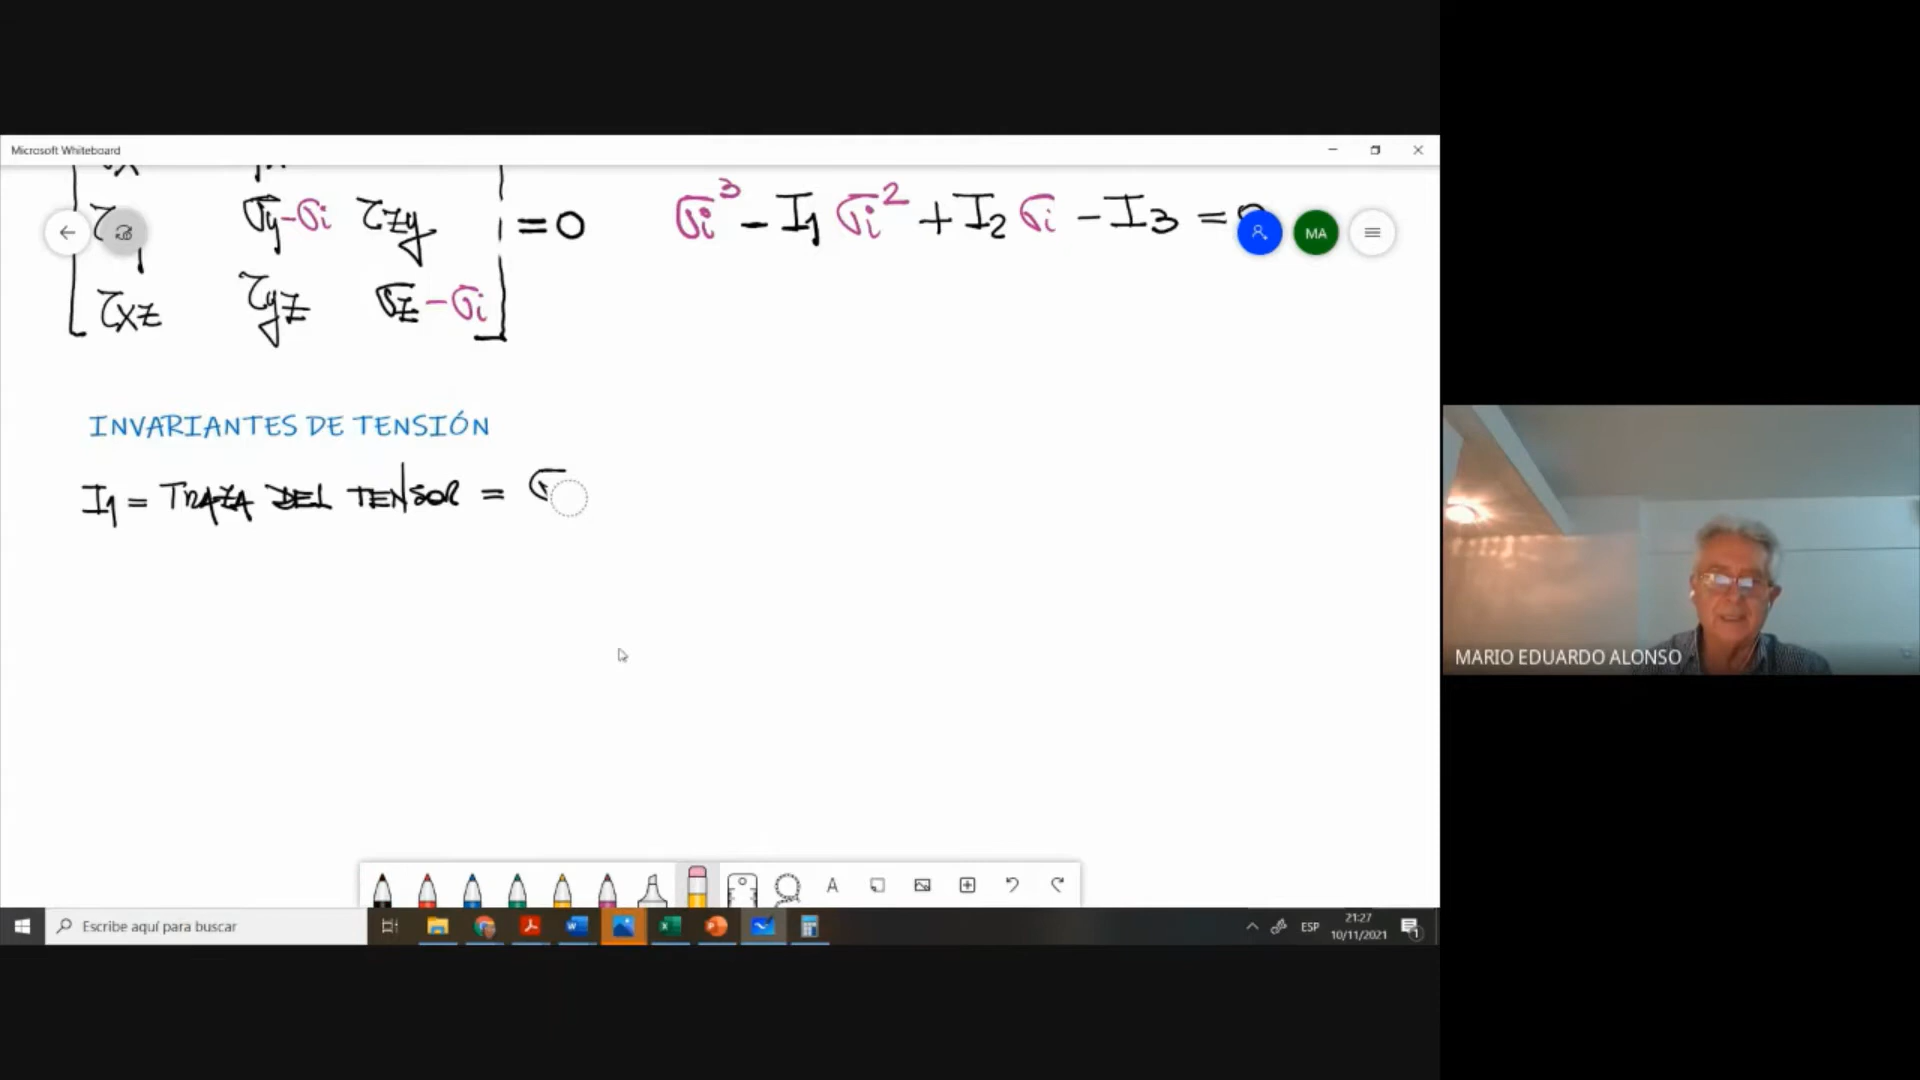 Microsoft Whiteboard
σy-σi τzy = 0
σi³ - I1 σi² + I2 σi - I3 =
MA
τxz τyz σz-σi
INVARIANTES DE TENSIÓN
I1 = TRAZA DEL TENSOR = σ
MARIO EDUARDO ALONSO
A
Escribe aquí para buscar
ESP
21:27
10/11/2021
1